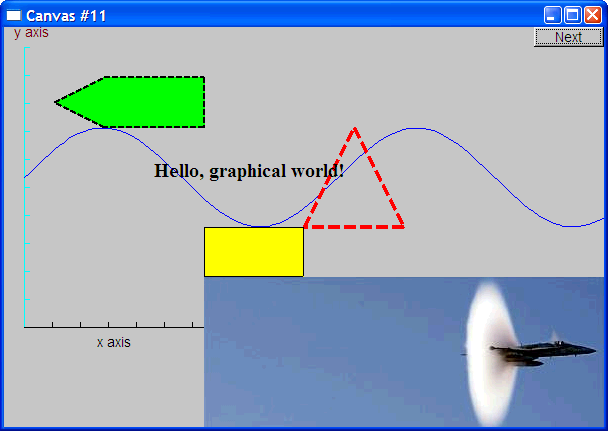 Canvas #11
y axis
Next
Hello, graphical world!
x axis